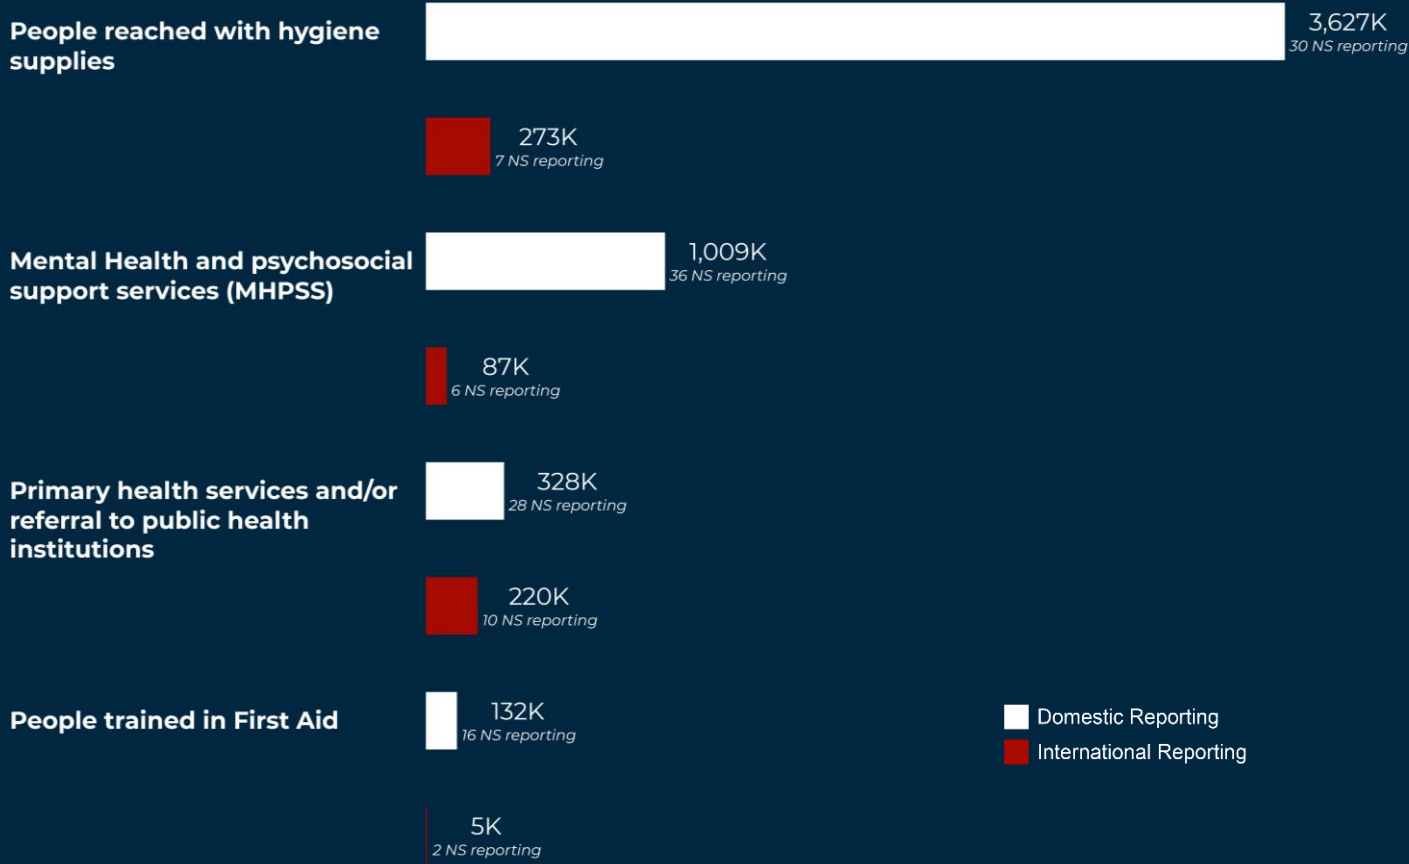 People reached with hygiene
supplies
3,627K
30 NS reporting
273K
7 NS reporting
Mental Health and psychosocial
support services (MHPSS)
1,009K
36 NS reporting
87K
6 NS reporting
Primary health services and/or
referral to public health
institutions
328K
28 NS reporting
220K
10 NS reporting
People trained in First Aid
132K
16 NS reporting
Domestic Reporting
International Reporting
5K
2 NS reporting